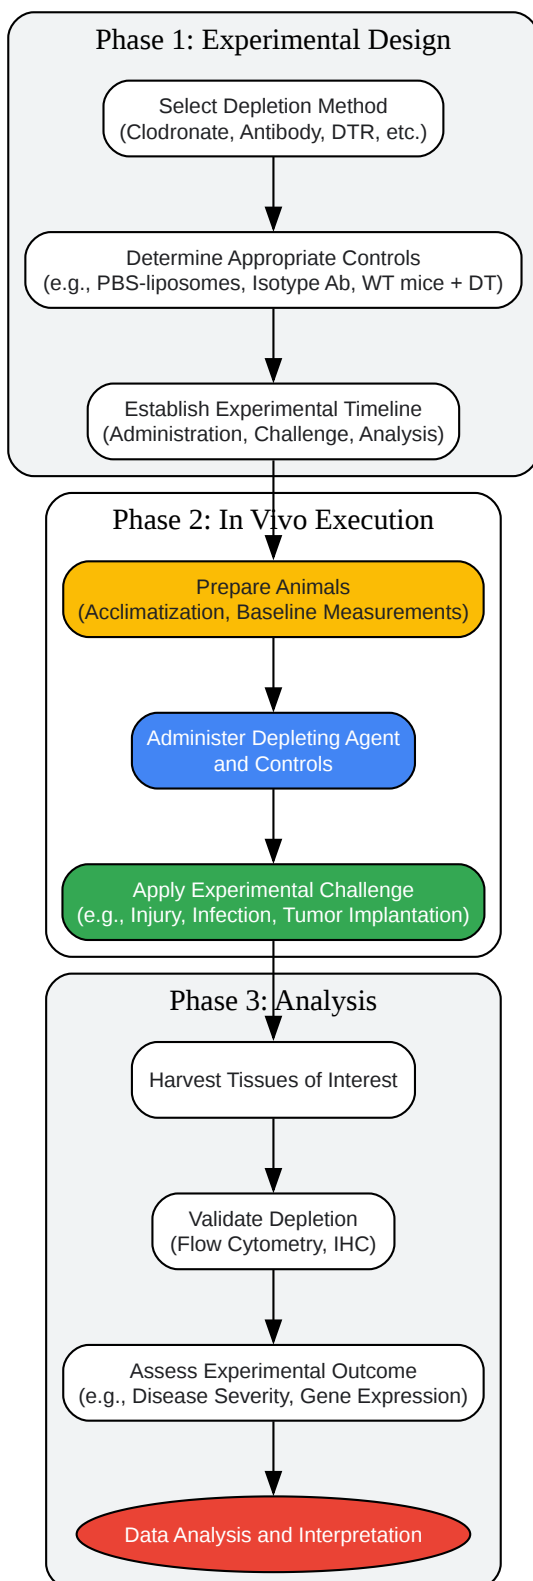 Phase 1: Experimental Design
Select Depletion Method
(Clodronate, Antibody, DTR, etc.)
Determine Appropriate Controls
(e.g., PBS-liposomes, Isotype Ab, WT mice + DT)
Establish Experimental Timeline
(Administration, Challenge, Analysis)
Phase 2: In Vivo Execution
Prepare Animals
(Acclimatization, Baseline Measurements)
Administer Depleting Agent
and Controls
Apply Experimental Challenge
(e.g., Injury, Infection, Tumor Implantation)
Phase 3: Analysis
Harvest Tissues of Interest
Validate Depletion
(Flow Cytometry, IHC)
Assess Experimental Outcome
(e.g., Disease Severity, Gene Expression)
Data Analysis and Interpretation